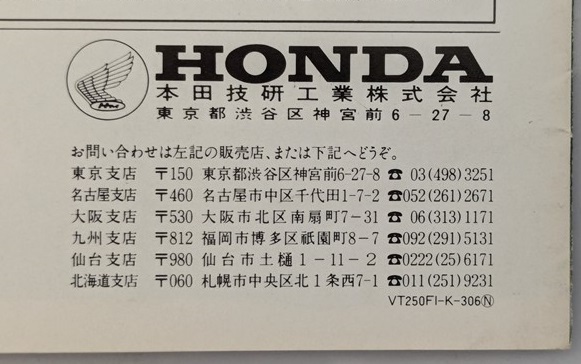 HONDA
本田技研工業株式会社
東京都渋谷区神宮前6-27-8
お問い合わせは左記の販売店、または下記へどうぞ。
東京支店 〒150 東京都渋谷区神宮前6-27-8 ☎ 03(498)3251
名古屋支店 〒460 名古屋市中区千代田1-7-2 ☎052(261)2671
大阪支店 〒530 大阪市北区南扇町7-31 ☎ 06(313)1171
九州支店 〒812 福岡市博多区祇園町8-7 ☎092(291)5131
仙台支店 〒980 仙台市土樋1-11-2 ☎0222(25)6171
北海道支店 〒060 札幌市中央区北1条西7-1 ☎011(251)9231
VT250FI-K-306Ⓝ